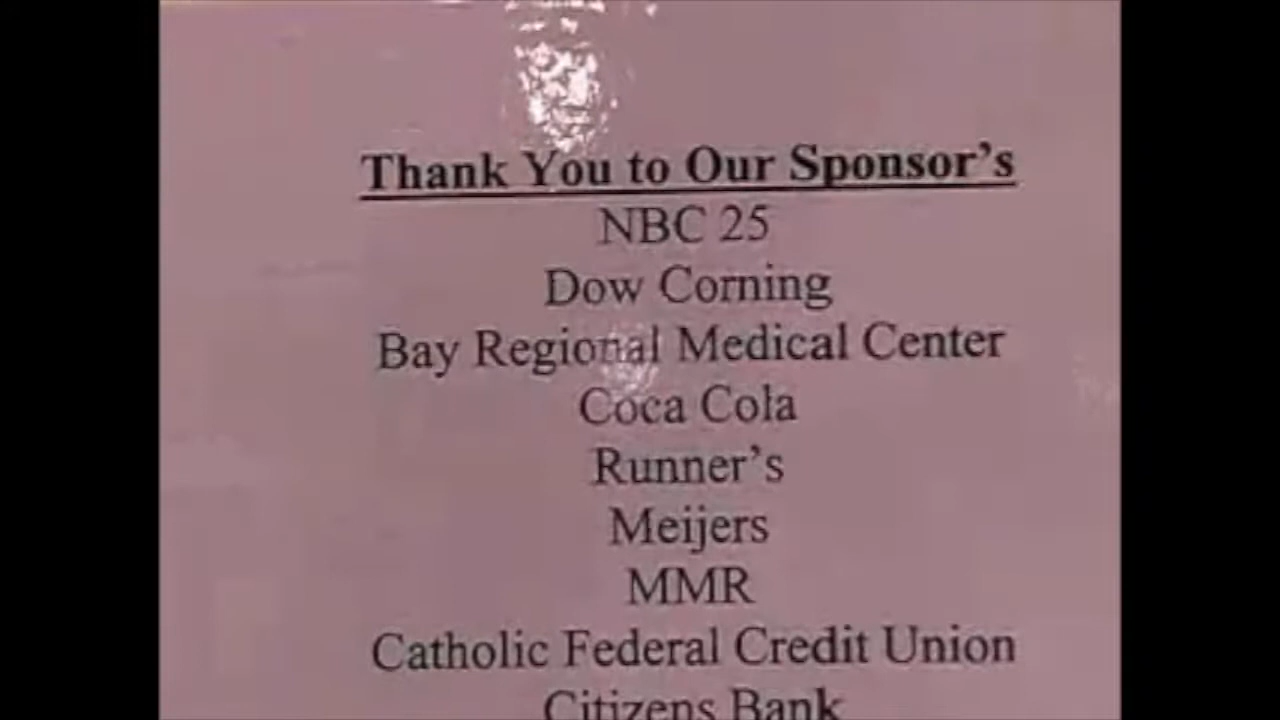 Thank You to Our Sponsor's
NBC 25
Dow Corning
Bay Regional Medical Center
Coca Cola
Runner's
Meijers
MMR
Catholic Federal Credit Union
Citizens Bank